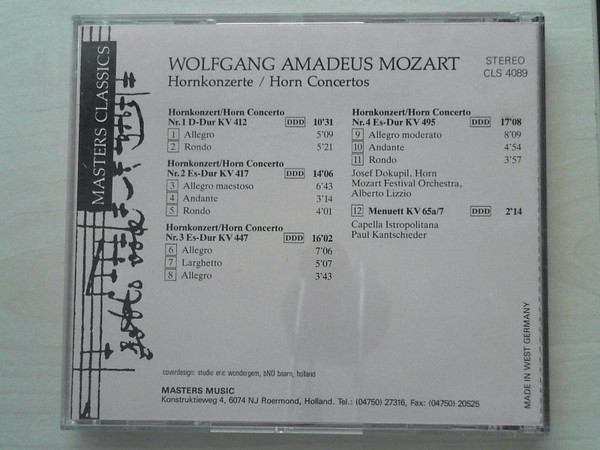 MASTERS CLASSICS
WOLFGANG AMADEUS MOZART
Hornkonzerte / Horn Concertos
STEREO
CLS 4089
Hornkonzert/Horn Concerto
Nr.1 D-Dur KV 412 DDD 10'31
1 Allegro 5'09
2 Rondo 5'21
Hornkonzert/Horn Concerto
Nr.2 Es-Dur KV 417 DDD 14'06
3 Allegro maestoso 6'43
4 Andante 3'14
5 Rondo 4'01
Hornkonzert/Horn Concerto
Nr.3 Es-Dur KV 447 DDD 16'02
6 Allegro 7'06
7 Larghetto 5'07
8 Allegro 3'43
Hornkonzert/Horn Concerto
Nr.4 Es-Dur KV 495 DDD 17'08
9 Allegro moderato 8'09
10 Andante 4'54
11 Rondo 3'57
Josef Dokupil, Horn
Mozart Festival Orchestra,
Alberto Lizzio
12 Menuett KV 65a/7 DDD 2'14
Capella Istropolitana
Paul Kantschieder
coverdesign: studio eric wondergem, bNO baarn, holland
MASTERS MUSIC
Konstruktieweg 4, 6074 NJ Roermond, Holland. Tel.: (04750) 27316, Fax: (04750) 20525
MADE IN WEST GERMANY